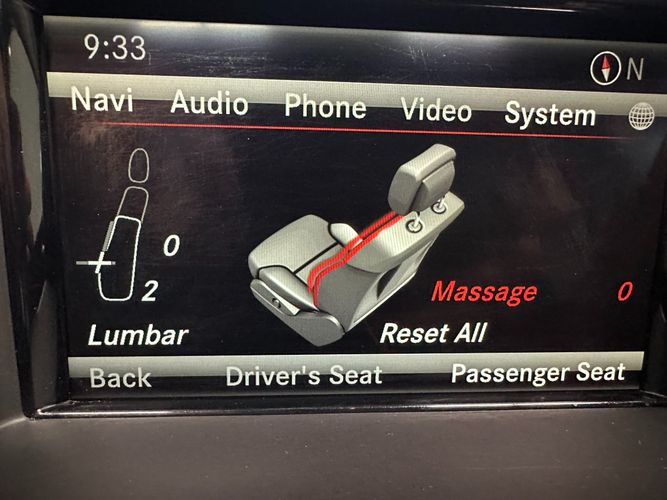 9:33 N
Navi Audio Phone Video System
0
2
Massage 0
Lumbar Reset All
Back Driver's Seat Passenger Seat